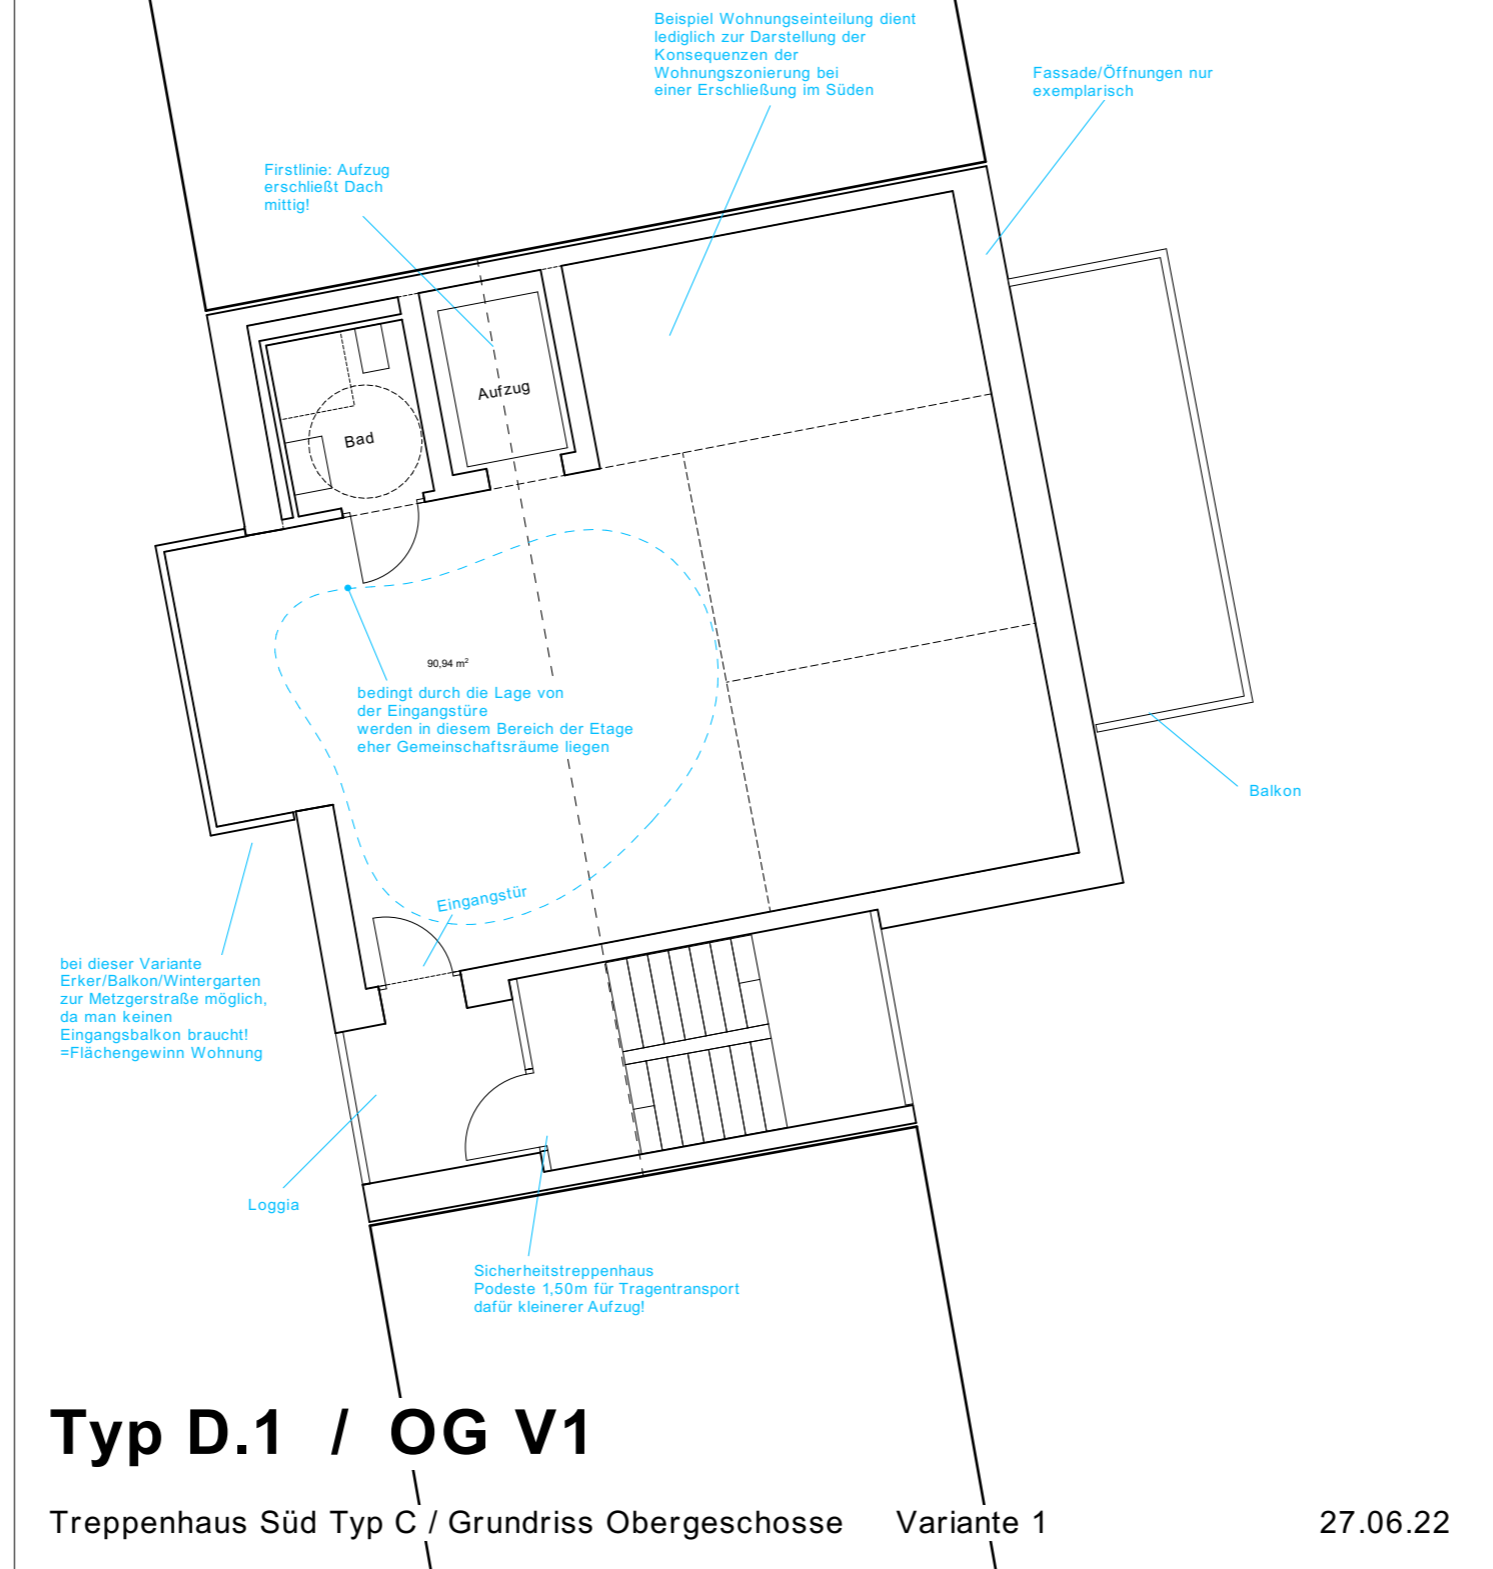 Beispiel Wohnungseinteilung dient
lediglich zur Darstellung der
Konsequenzen der
Wohnungszonierung bei
einer Erschließung im Süden
Fassade/Öffnungen nur
exemplarisch
Firstlinie: Aufzug
erschließt Dach
mittig!
Aufzug
Bad
90,94 m²
bedingt durch die Lage von
der Eingangstüre
werden in diesem Bereich der Etage
eher Gemeinschaftsräume liegen
Balkon
Eingangstür
bei dieser Variante
Erker/Balkon/Wintergarten
zur Metzgerstraße möglich,
da man keinen
Eingangsbalkon braucht!
=Flächengewinn Wohnung
Loggia
Sicherheitstreppenhaus
Podeste 1,50m für Tragentransport
dafür kleinerer Aufzug!
Typ D.1 / OG V1
Treppenhaus Süd Typ C / Grundriss Obergeschosse Variante 1 27.06.22